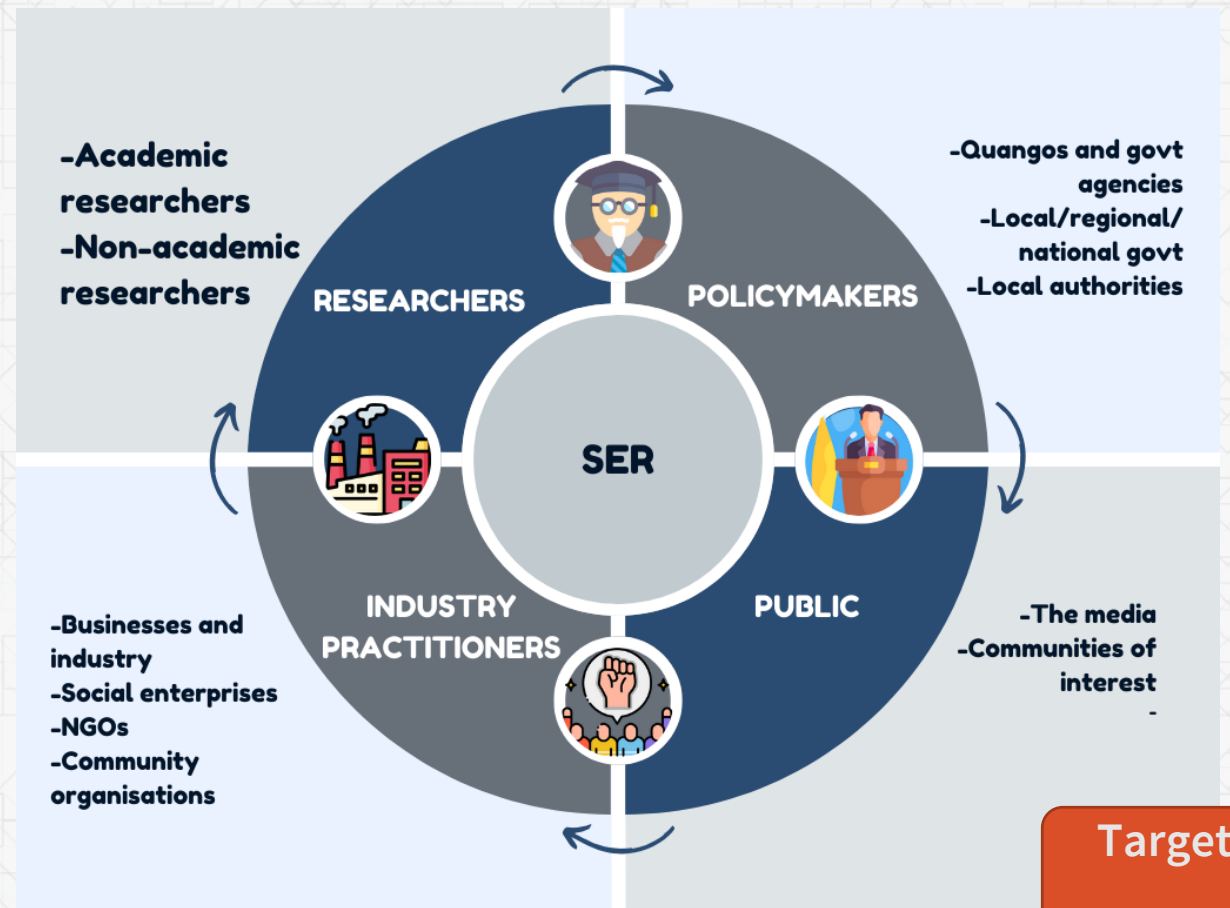 -Academic
researchers
-Non-academic
researchers
RESEARCHERS
-Quangos and govt
agencies
-Local/regional/
national govt
-Local authorities
POLICYMAKERS
SER
-Businesses and
industry
-Social enterprises
-NGOs
-Community
organisations
INDUSTRY
PRACTITIONERS
PUBLIC
-The media
-Communities of
interest
-
Target